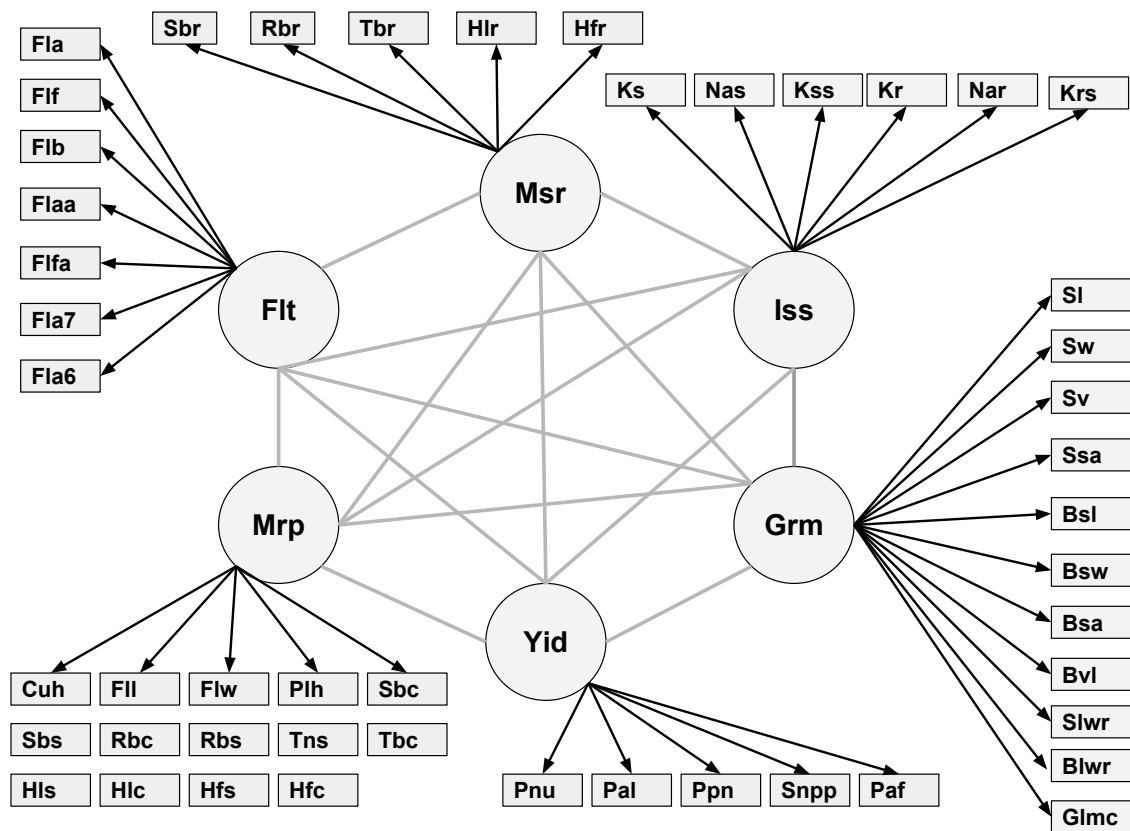 Sbr Rbr Tbr Hlr Hfr
Fla
Flf
Flb
Flaa
Flfa
Fla7
Fla6
Ks Nas Kss Kr Nar Krs
Msr
Flt
Iss
Mrp
Grm
Yid
Sl
Sw
Sv
Ssa
Bsl
Bsw
Bsa
Bvl
Slwr
Blwr
Glmc
Cuh Fll Flw Plh Sbc
Sbs Rbc Rbs Tns Tbc
Hls Hlc Hfs Hfc
Pnu Pal Ppn Snpp Paf